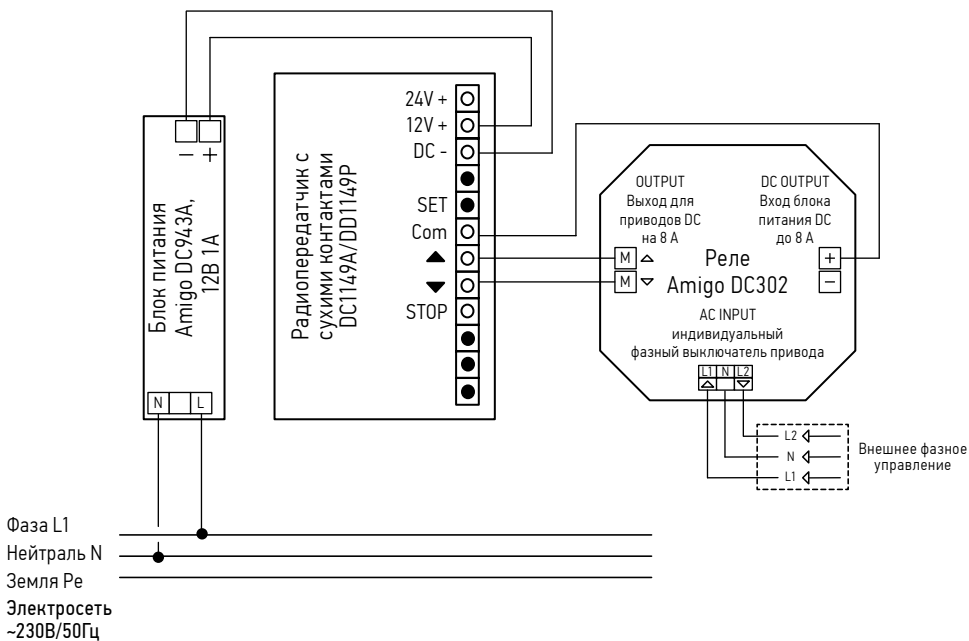 24V +
12V +
DC -
SET
Com
STOP
Радиопередатчик с
сухими контактами
DC1149A/DD1149P
– +
Блок питания
Amigo DC943A,
12В 1А
N L
OUTPUT
Выход для
приводов DC
на 8 А
DC OUTPUT
Вход блока
питания DC
до 8 А
M
M
+
–
Реле
Amigo DC302
AC INPUT
индивидуальный
фазный выключатель привода
L1 N L2
L2
N
L1
Внешнее фазное
управление
Фаза L1
Нейтраль N
Земля Pe
Электросеть
~230В/50Гц